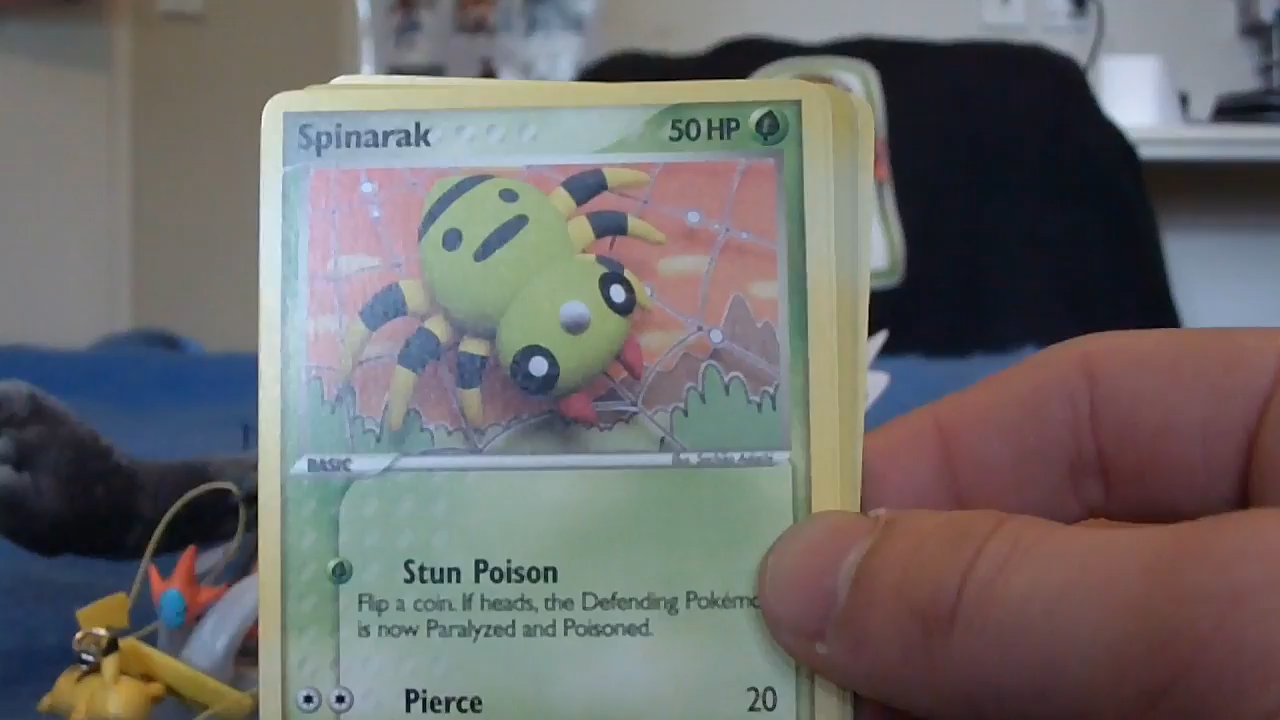 Spinarak
50 HP
BASIC
Stun Poison
Flip a coin. If heads, the Defending Pokémo
is now Paralyzed and Poisoned.
Pierce 20